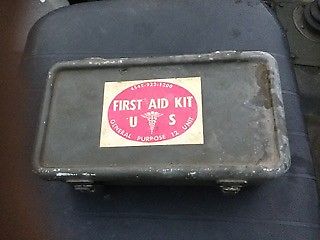 6545-922-1200
FIRST AID KIT
U S
GENERAL PURPOSE 12 UNIT